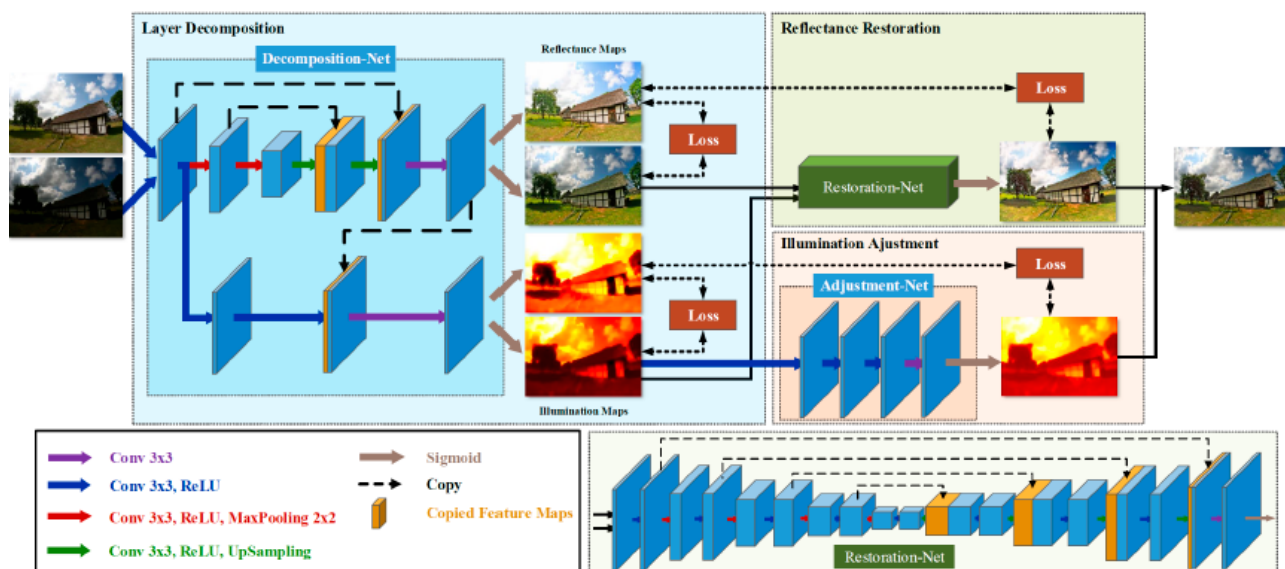 Layer Decomposition
Decomposition-Net
Reflectance Maps
Loss
Illumination Maps
Loss
Reflectance Restoration
Loss
Restoration-Net
Illumination Ajustment
Loss
Adjustment-Net
Conv 3x3
Conv 3x3, ReLU
Conv 3x3, ReLU, MaxPooling 2x2
Conv 3x3, ReLU, UpSampling
Sigmoid
Copy
Copied Feature Maps
Restoration-Net